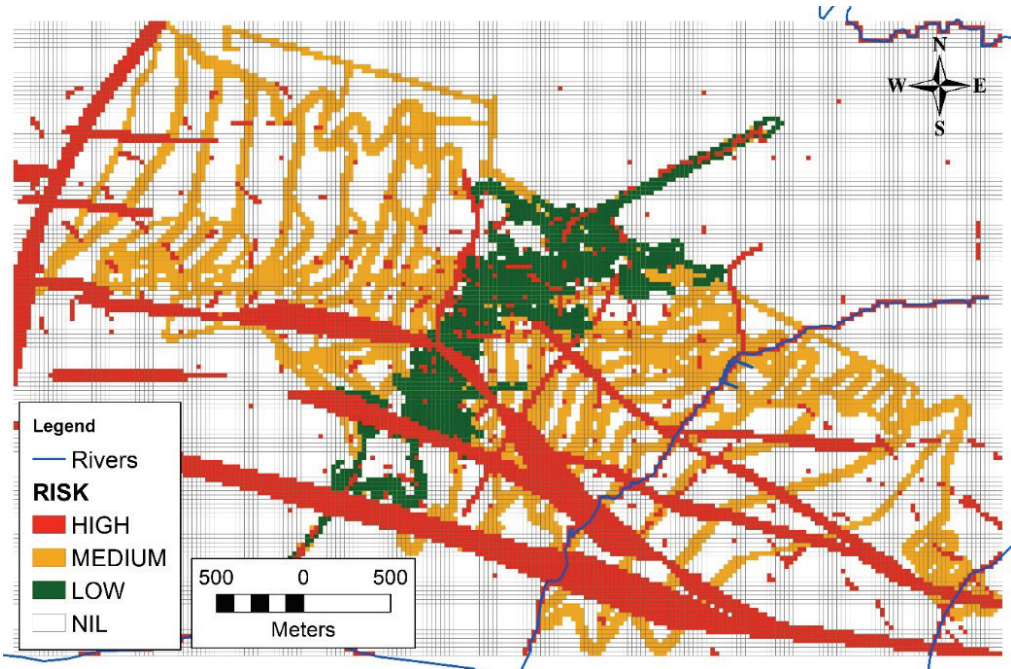 N
W E
S
Legend
Rivers
RISK
HIGH
MEDIUM
LOW
NIL
500 0 500
Meters